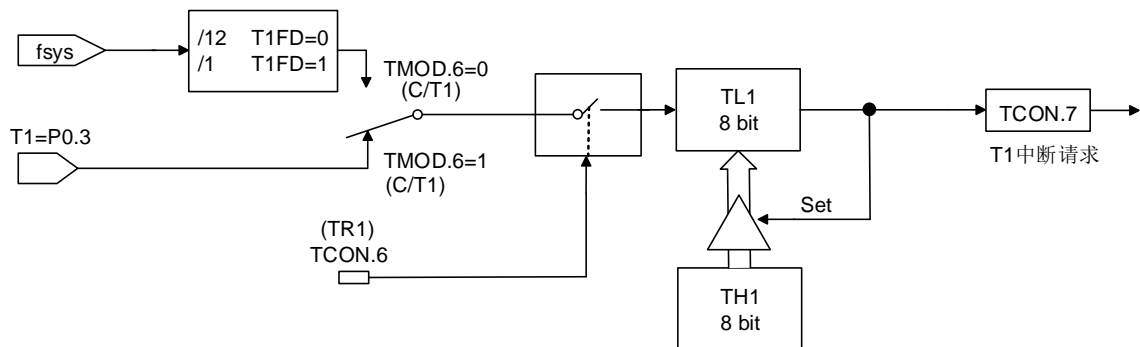 fsys
/12 T1FD=0
/1 T1FD=1
TMOD.6=0
(C/T1)
T1=P0.3
TMOD.6=1
(C/T1)
(TR1)
TCON.6
TL1
8 bit
TCON.7
T1中断请求
Set
TH1
8 bit